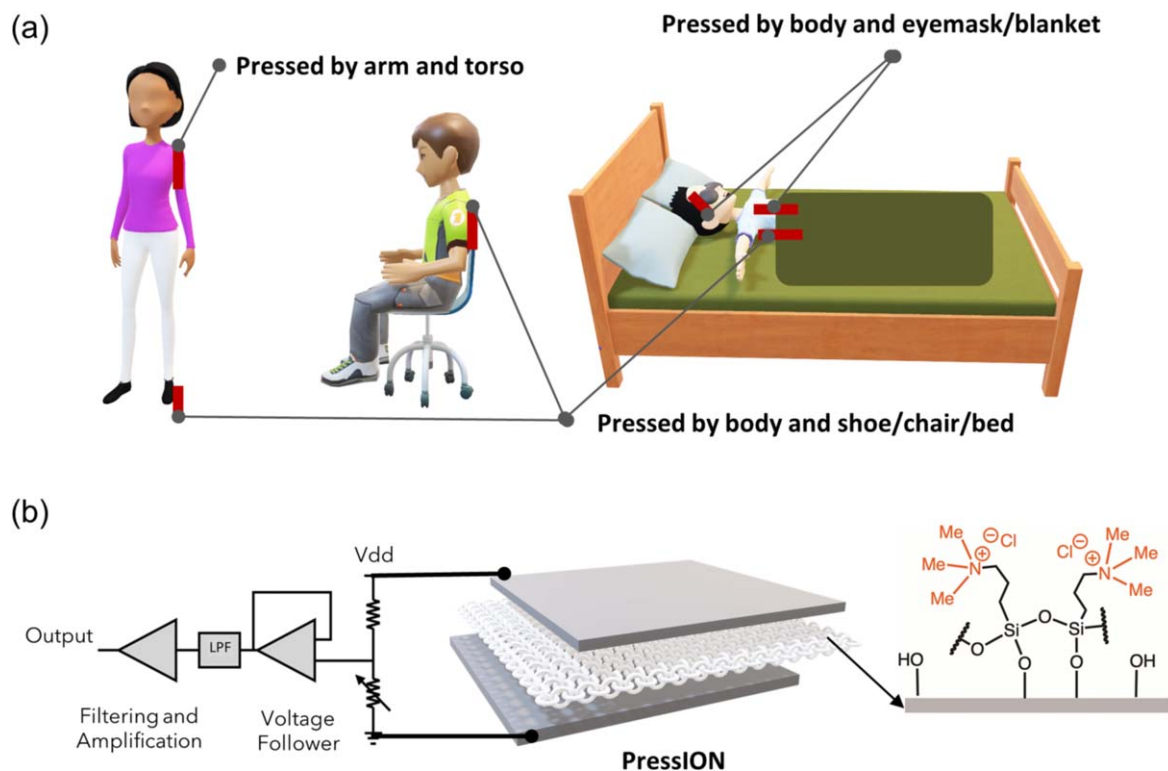 (a)
Pressed by body and eyemask/blanket
Pressed by arm and torso
Pressed by body and shoe/chair/bed
(b)
Vdd
Output
LPF
Filtering and
Amplification
Voltage
Follower
PressION
Me
Me
Me
N
+
−
Cl
Cl
−
+
N
Me
Me
Me
O
Si
O
Si
O
HO
O
O
OH